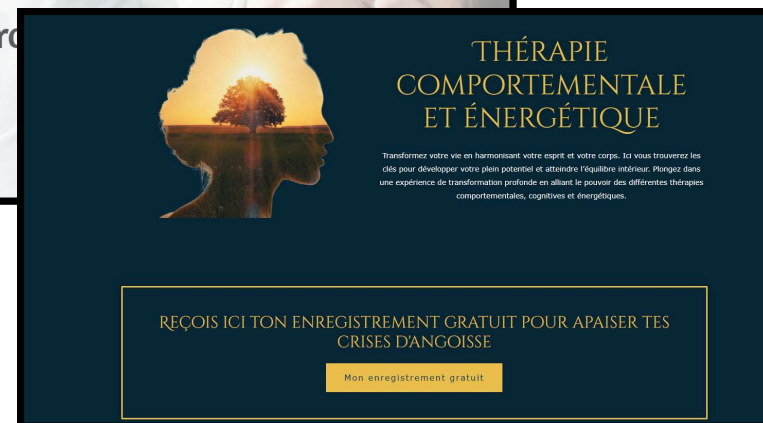 THÉRAPIE
COMPORTEMENTALE
ET ÉNERGÉTIQUE
Transformez votre vie en harmonisant votre esprit et votre corps. Ici vous trouverez les
clés pour développer votre plein potentiel et atteindre l'équilibre intérieur. Plongez dans
une expérience de transformation profonde en alliant le pouvoir des différentes thérapies
comportementales, cognitives et énergétiques.
REÇOIS ICI TON ENREGISTREMENT GRATUIT POUR APAISER TES
CRISES D'ANGOISSE
Mon enregistrement gratuit